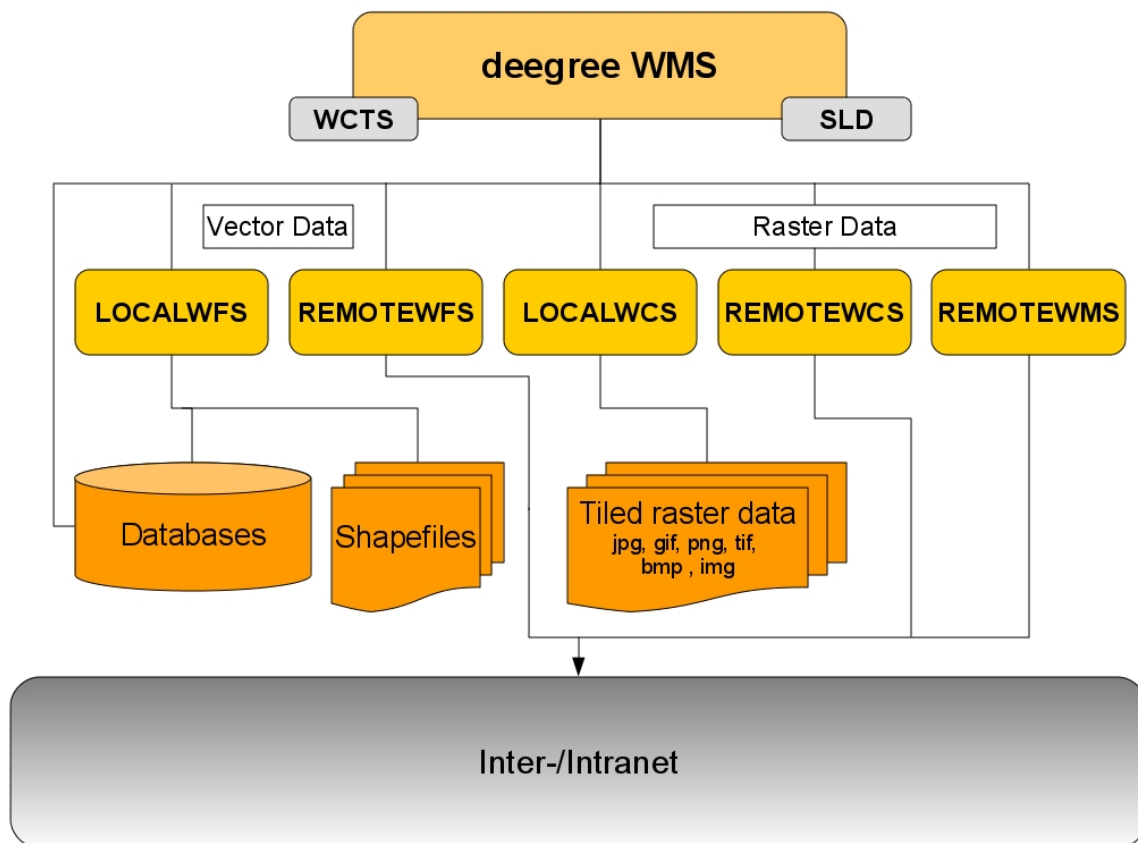 deegree WMS
WCTS
SLD
Vector Data
Raster Data
LOCALWFS
REMOTEWFS
LOCALWCS
REMOTEWCS
REMOTEWMS
Databases
Shapefiles
Tiled raster data
jpg, gif, png, tif,
bmp , img
Inter-/Intranet